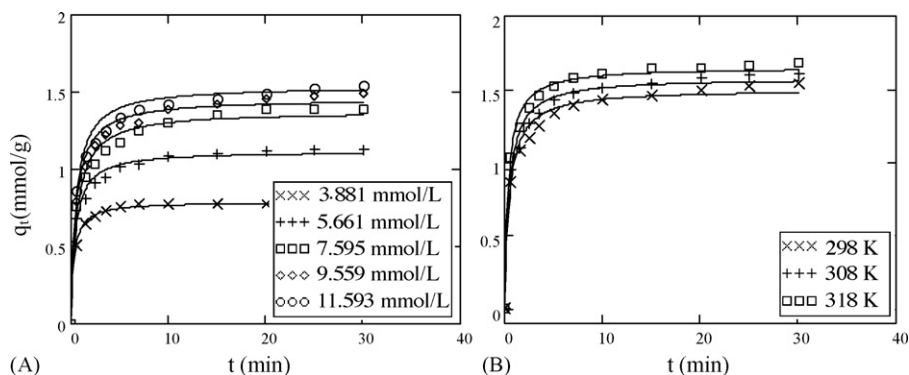 2
1.5
1
0.5
0
qt(mmol/g)
××× 3.881 mmol/L
+++ 5.661 mmol/L
□□□ 7.595 mmol/L
◇◇◇ 9.559 mmol/L
○○○ 11.593 mmol/L
0 10 20 30 40
(A) t (min)
2
1.5
1
0.5
0
××× 298 K
+++ 308 K
□□□ 318 K
0 10 20 30 40
(B) t (min)